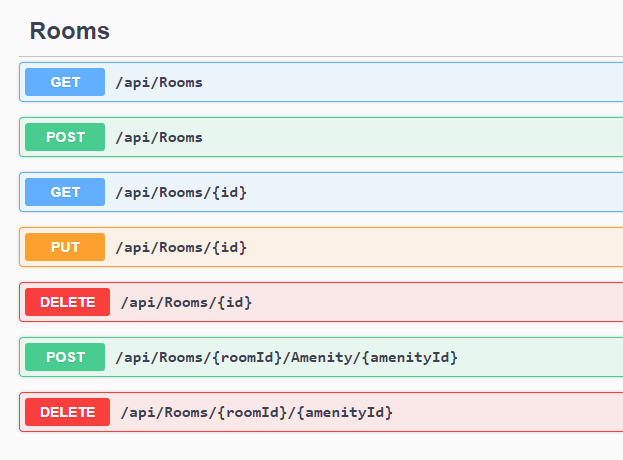 Rooms
GET /api/Rooms
POST /api/Rooms
GET /api/Rooms/{id}
PUT /api/Rooms/{id}
DELETE /api/Rooms/{id}
POST /api/Rooms/{roomId}/Amenity/{amenityId}
DELETE /api/Rooms/{roomId}/{amenityId}